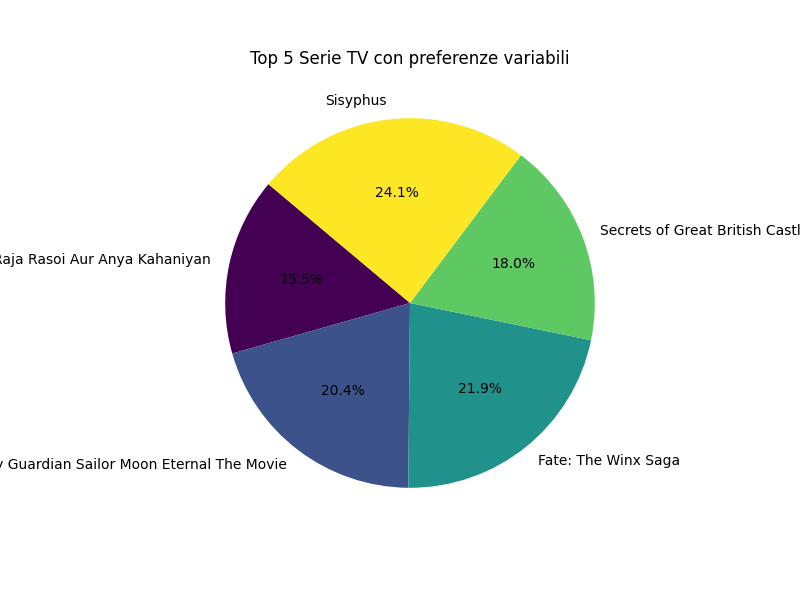 Top 5 Serie TV con preferenze variabili
Sisyphus
24.1%
Secrets of Great British Castl
18.0%
Raja Rasoi Aur Anya Kahaniyan
15.5%
20.4%
21.9%
Guardian Sailor Moon Eternal The Movie
Fate: The Winx Saga